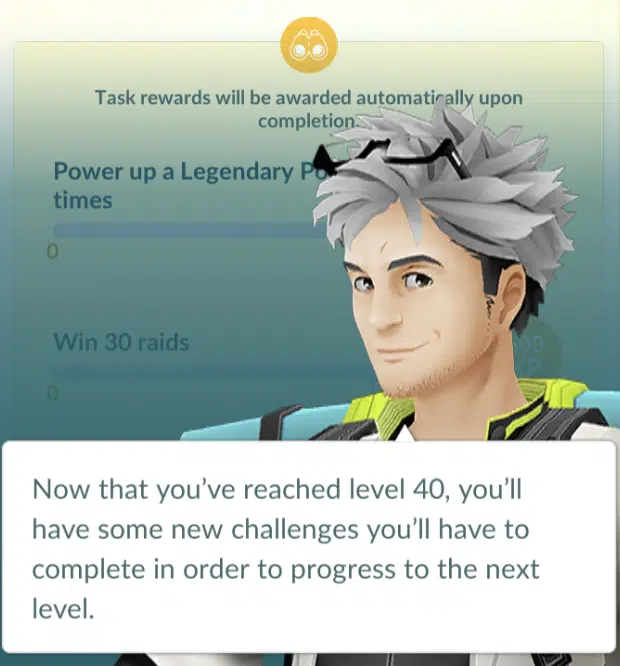 Task rewards will be awarded automatically upon
completion.
Power up a Legendary
times
0
Win 30 raids
0
Now that you’ve reached level 40, you’ll
have some new challenges you’ll have to
complete in order to progress to the next
level.